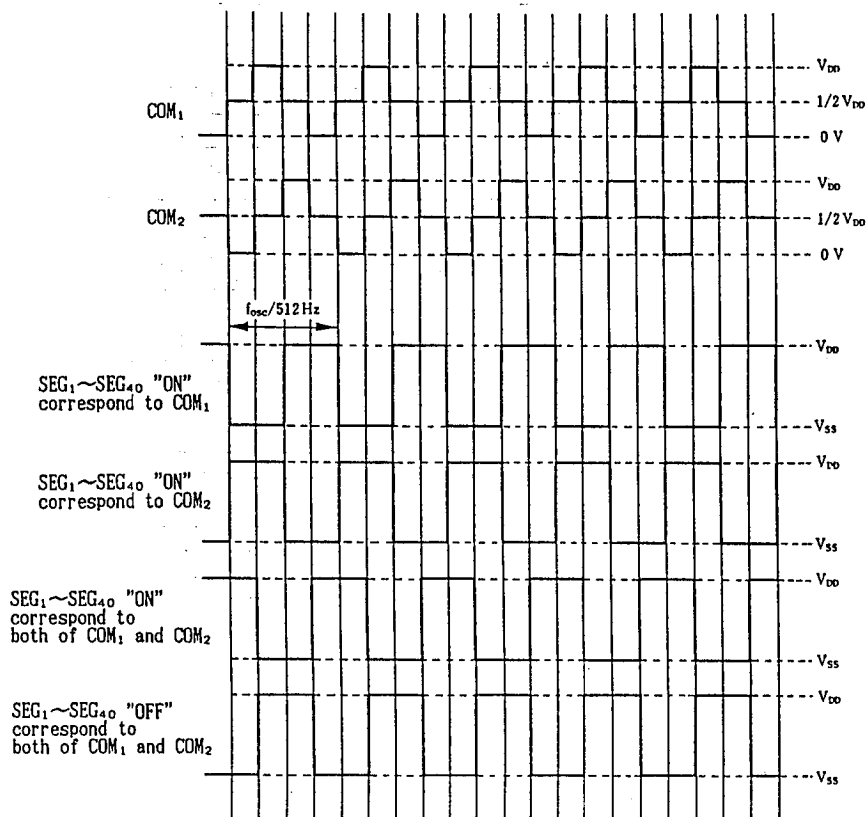 V_DD
COM₁
1/2 V_DD
0 V
V_DD
COM₂
1/2 V_DD
0 V
f_osc/512 Hz
V_DD
SEG₁~SEG₄₀ "ON"
correspond to COM₁
V_SS
V_DD
SEG₁~SEG₄₀ "ON"
correspond to COM₂
V_SS
V_DD
SEG₁~SEG₄₀ "ON"
correspond to
both of COM₁ and COM₂
V_SS
V_DD
SEG₁~SEG₄₀ "OFF"
correspond to
both of COM₁ and COM₂
V_SS